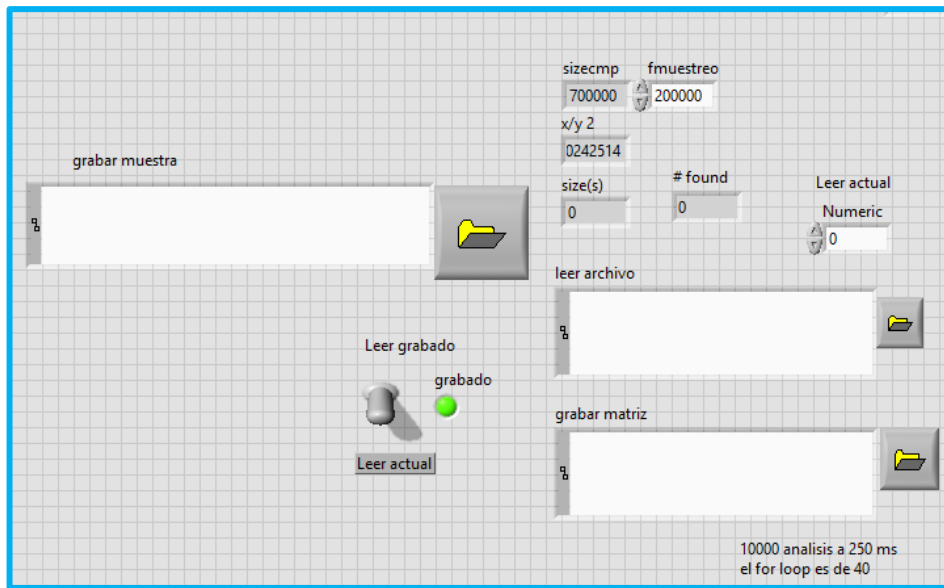 sizecmp fmuestreo
700000 200000
x/y 2
0242514
grabar muestra
size(s) # found Leer actual
0 0 Numeric
0
leer archivo
Leer grabado
grabado
grabar matriz
Leer actual
10000 analisis a 250 ms
el for loop es de 40